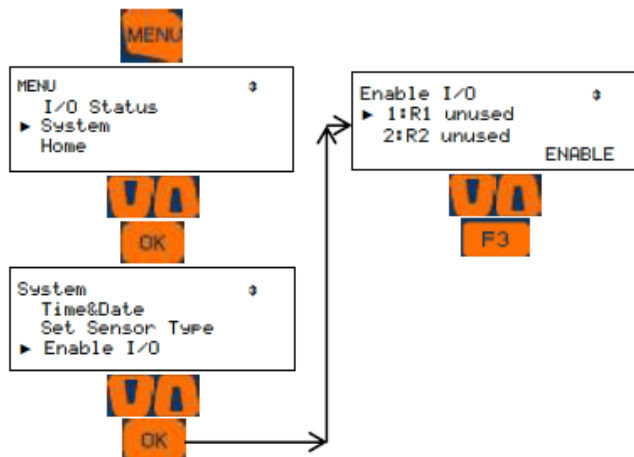 MENU
MENU
I/O Status
► System
Home
OK
System
Time&Date
Set Sensor Type
► Enable I/O
OK
Enable I/O
► 1:R1 unused
2:R2 unused
ENABLE
F3